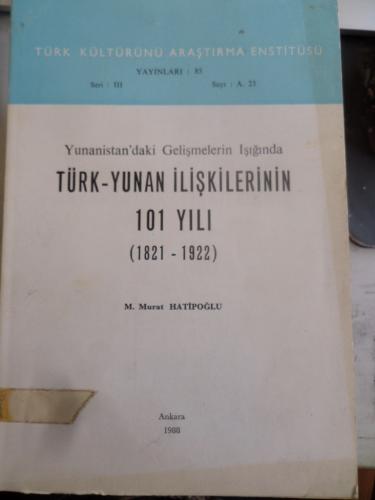 TÜRK KÜLTÜRÜNÜ ARAŞTIRMA ENSTİTÜSÜ
YAYINLARI : 85
Seri : III Sayı : A. 23
Yunanistan'daki Gelişmelerin Işığında
TÜRK-YUNAN İLİŞKİLERİNİN
101 YILI
(1821 - 1922)
M. Murat HATİPOĞLU
Ankara
1988